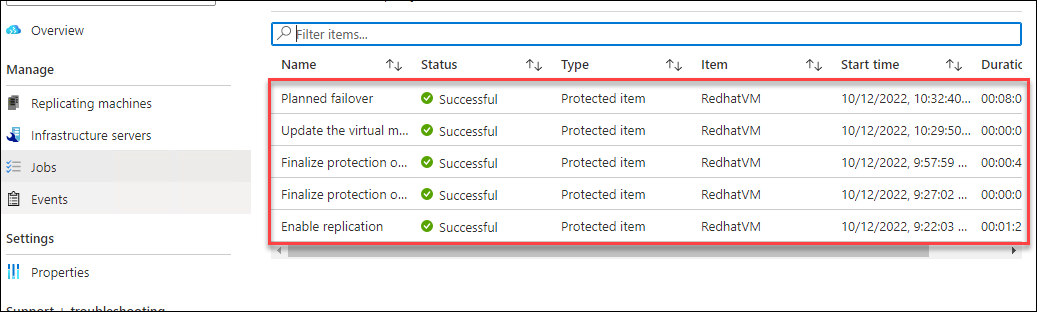 Overview
Manage
Replicating machines
Infrastructure servers
Jobs
Events
Settings
Properties
Support + troubleshooting
Filter items...
Name Status Type Item Start time Duratio
Planned failover Successful Protected item RedhatVM 10/12/2022, 10:32:40... 00:08:0
Update the virtual m... Successful Protected item RedhatVM 10/12/2022, 10:29:50... 00:00:0
Finalize protection o... Successful Protected item RedhatVM 10/12/2022, 9:57:59 ... 00:00:4
Finalize protection o... Successful Protected item RedhatVM 10/12/2022, 9:27:02 ... 00:00:0
Enable replication Successful Protected item RedhatVM 10/12/2022, 9:22:03 ... 00:01:2